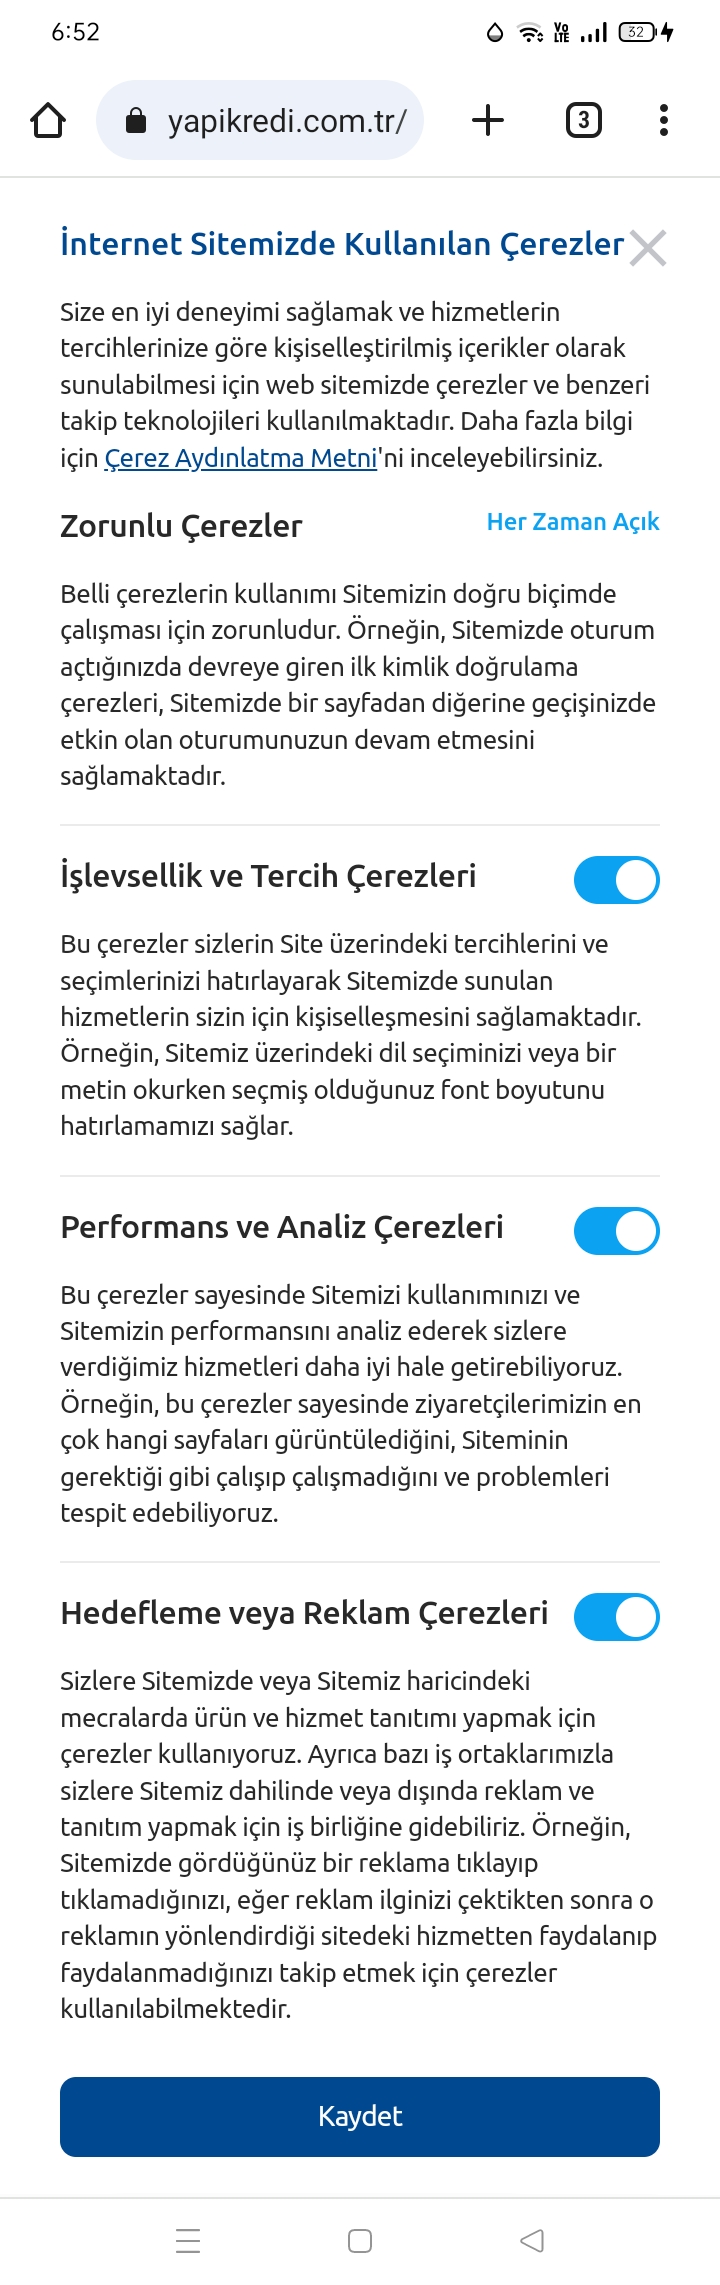 6:52
Vo
LTE
32
yapikredi.com.tr/
3
İnternet Sitemizde Kullanılan Çerezler
Size en iyi deneyimi sağlamak ve hizmetlerin
tercihlerinize göre kişiselleştirilmiş içerikler olarak
sunulabilmesi için web sitemizde çerezler ve benzeri
takip teknolojileri kullanılmaktadır. Daha fazla bilgi
için Çerez Aydınlatma Metni'ni inceleyebilirsiniz.
Zorunlu Çerezler
Her Zaman Açık
Belli çerezlerin kullanımı Sitemizin doğru biçimde
çalışması için zorunludur. Örneğin, Sitemizde oturum
açtığınızda devreye giren ilk kimlik doğrulama
çerezleri, Sitemizde bir sayfadan diğerine geçişinizde
etkin olan oturumunuzun devam etmesini
sağlamaktadır.
İşlevsellik ve Tercih Çerezleri
Bu çerezler sizlerin Site üzerindeki tercihlerini ve
seçimlerinizi hatırlayarak Sitemizde sunulan
hizmetlerin sizin için kişiselleşmesini sağlamaktadır.
Örneğin, Sitemiz üzerindeki dil seçiminizi veya bir
metin okurken seçmiş olduğunuz font boyutunu
hatırlamamızı sağlar.
Performans ve Analiz Çerezleri
Bu çerezler sayesinde Sitemizi kullanımınızı ve
Sitemizin performansını analiz ederek sizlere
verdiğimiz hizmetleri daha iyi hale getirebiliyoruz.
Örneğin, bu çerezler sayesinde ziyaretçilerimizin en
çok hangi sayfaları görüntülediğini, Siteminin
gerektiği gibi çalışıp çalışmadığını ve problemleri
tespit edebiliyoruz.
Hedefleme veya Reklam Çerezleri
Sizlere Sitemizde veya Sitemiz haricindeki
mecralarda ürün ve hizmet tanıtımı yapmak için
çerezler kullanıyoruz. Ayrıca bazı iş ortaklarımızla
sizlere Sitemiz dahilinde veya dışında reklam ve
tanıtım yapmak için iş birliğine gidebiliriz. Örneğin,
Sitemizde gördüğünüz bir reklama tıklayıp
tıklamadığınızı, eğer reklam ilginizi çektikten sonra o
reklamın yönlendirdiği sitedeki hizmetten faydalanıp
faydalanmadığınızı takip etmek için çerezler
kullanılabilmektedir.
Kaydet